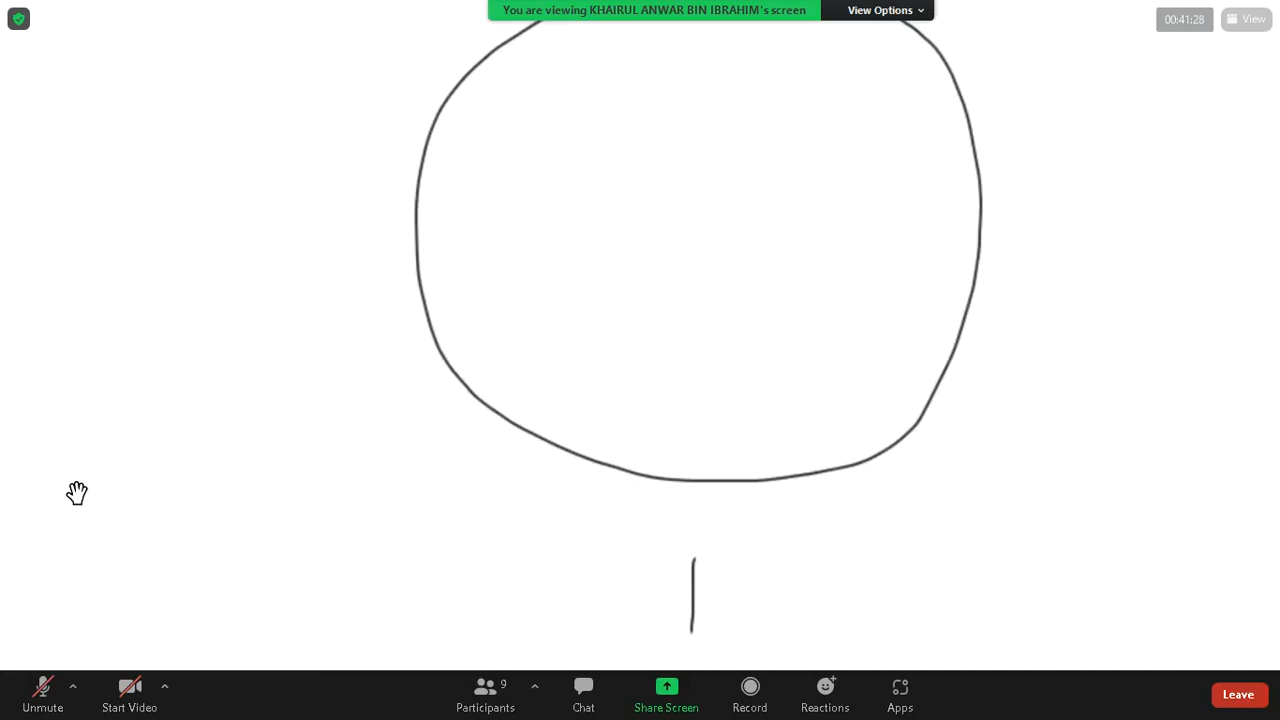 You are viewing KHAIRUL ANWAR BIN IBRAHIM's screen
View Options
00:41:28
View
Unmute
Start Video
Participants
9
Chat
Share Screen
Record
Reactions
Apps
Leave